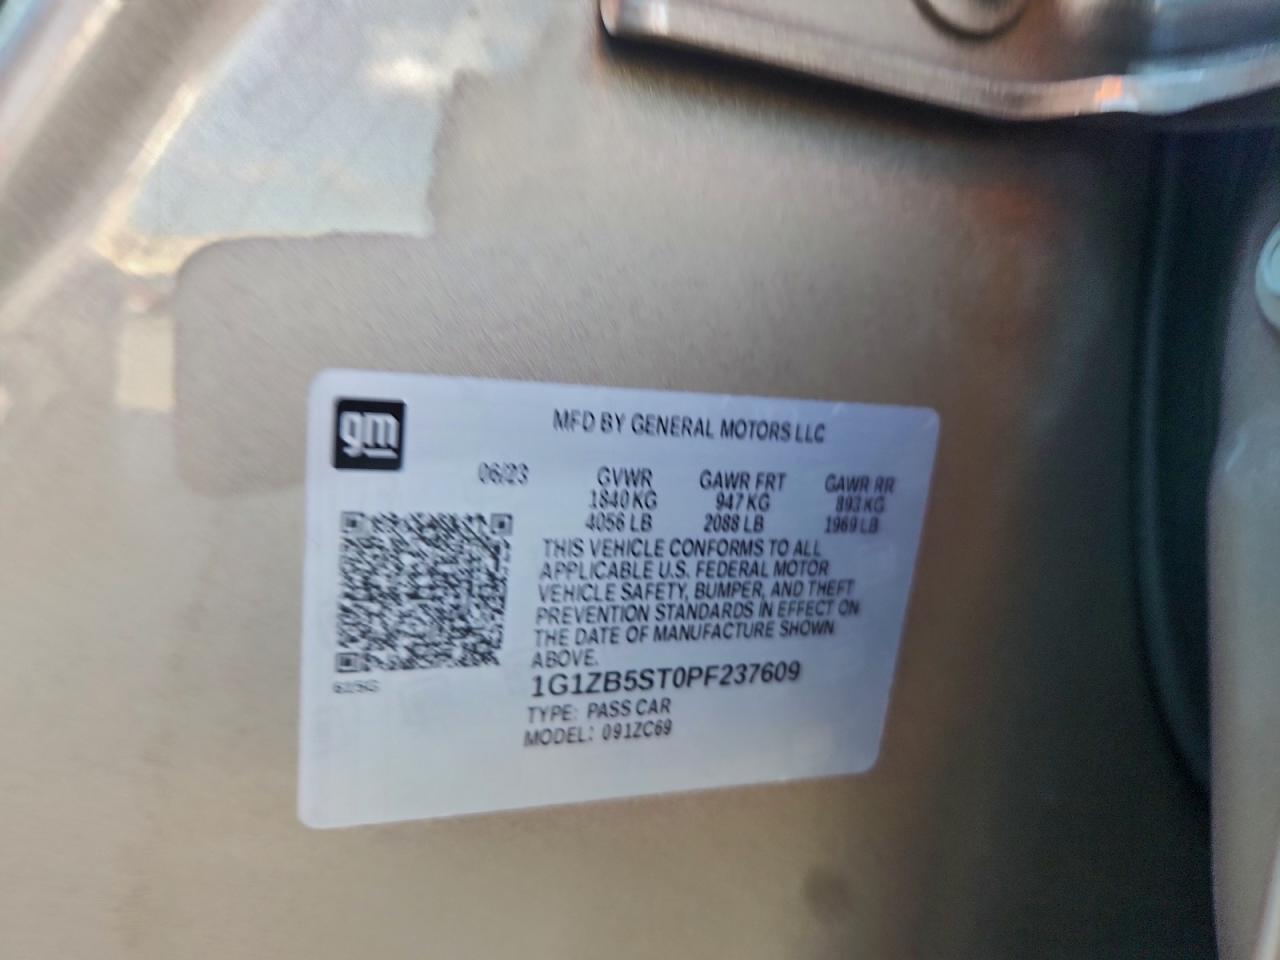 gm
MFD BY GENERAL MOTORS LLC
06/23 GVWR GAWR FRT GAWR RR
1840 KG 947 KG 893 KG
4056 LB 2088 LB 1969 LB
THIS VEHICLE CONFORMS TO ALL
APPLICABLE U.S. FEDERAL MOTOR
VEHICLE SAFETY, BUMPER, AND THEFT
PREVENTION STANDARDS IN EFFECT ON
THE DATE OF MANUFACTURE SHOWN
ABOVE.
1G1ZB5ST0PF237609
TYPE: PASS CAR
MODEL: 091ZC69